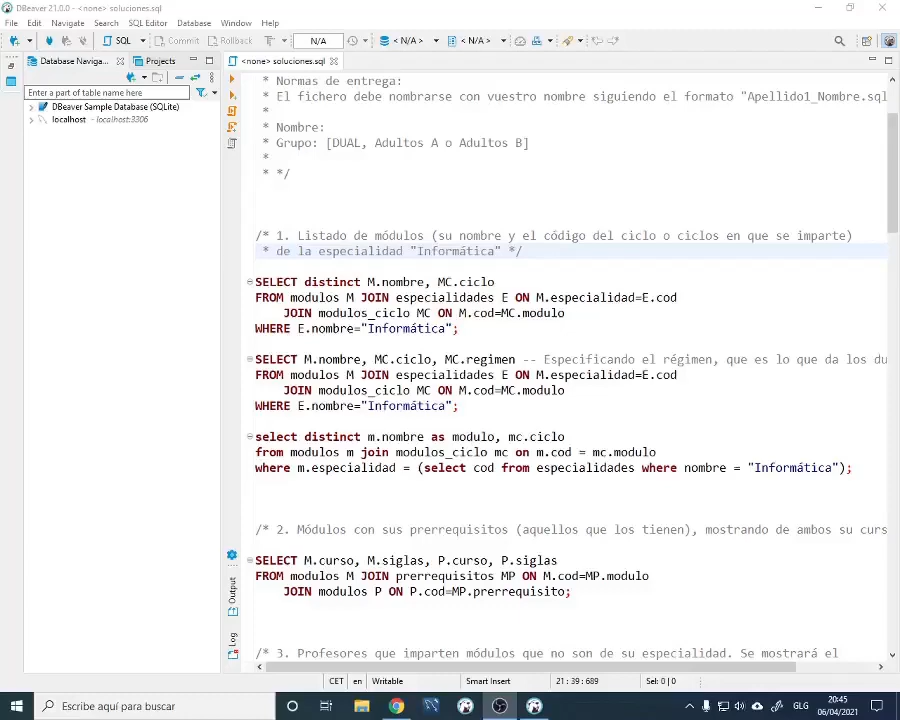 DBeaver 21.0.0 - <none> soluciones.sql
File Edit Navigate Search SQL Editor Database Window Help
SQL Commit Rollback T N/A < N/A > < N/A >
Database Naviga... Projects <none> soluciones.sql
Enter a part of table name here
DBeaver Sample Database (SQLite)
localhost - localhost:3306
* Normas de entrega:
* El fichero debe nombrarse con vuestro nombre siguiendo el formato "Apellido1_Nombre.sql
*
* Nombre:
* Grupo: [DUAL, Adultos A o Adultos B]
*
* */
/* 1. Listado de módulos (su nombre y el código del ciclo o ciclos en que se imparte)
* de la especialidad "Informática" */
SELECT distinct M.nombre, MC.ciclo
FROM modulos M JOIN especialidades E ON M.especialidad=E.cod
JOIN modulos_ciclo MC ON M.cod=MC.modulo
WHERE E.nombre="Informática";
SELECT M.nombre, MC.ciclo, MC.regimen -- Especificando el régimen, que es lo que da los du
FROM modulos M JOIN especialidades E ON M.especialidad=E.cod
JOIN modulos_ciclo MC ON M.cod=MC.modulo
WHERE E.nombre="Informática";
select distinct m.nombre as modulo, mc.ciclo
from modulos m join modulos_ciclo mc on m.cod = mc.modulo
where m.especialidad = (select cod from especialidades where nombre = "Informática");
/* 2. Módulos con sus prerrequisitos (aquellos que los tienen), mostrando de ambos su curs
SELECT M.curso, M.siglas, P.curso, P.siglas
FROM modulos M JOIN prerrequisitos MP ON M.cod=MP.modulo
JOIN modulos P ON P.cod=MP.prerrequisito;
/* 3. Profesores que imparten módulos que no son de su especialidad. Se mostrará el
Output
Log
CET en Writable Smart Insert 21 : 39 : 689 Sel: 0 | 0
Escribe aquí para buscar
GLG
20:45
06/04/2021